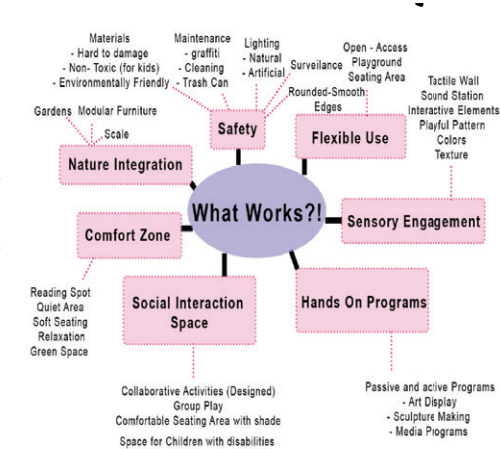 Materials
- Hard to damage
- Non- Toxic (for kids)
- Environmentally Friendly
Maintenance
- graffiti
- Cleaning
- Trash Can
Lighting
- Natural
- Artificial
Surveilance
Rounded-Smooth
Edges
Open - Access
Playground
Seating Area
Tactile Wall
Sound Station
Interactive Elements
Playful Pattern
Colors
Texture
Gardens
Modular Furniture
Scale
Safety
Flexible Use
Nature Integration
What Works?!
Sensory Engagement
Comfort Zone
Social Interaction
Space
Hands On Programs
Reading Spot
Quiet Area
Soft Seating
Relaxation
Green Space
Collaborative Activities (Designed)
Group Play
Comfortable Seating Area with shade
Space for Children with disabilities
Passive and active Programs
- Art Display
- Sculpture Making
- Media Programs